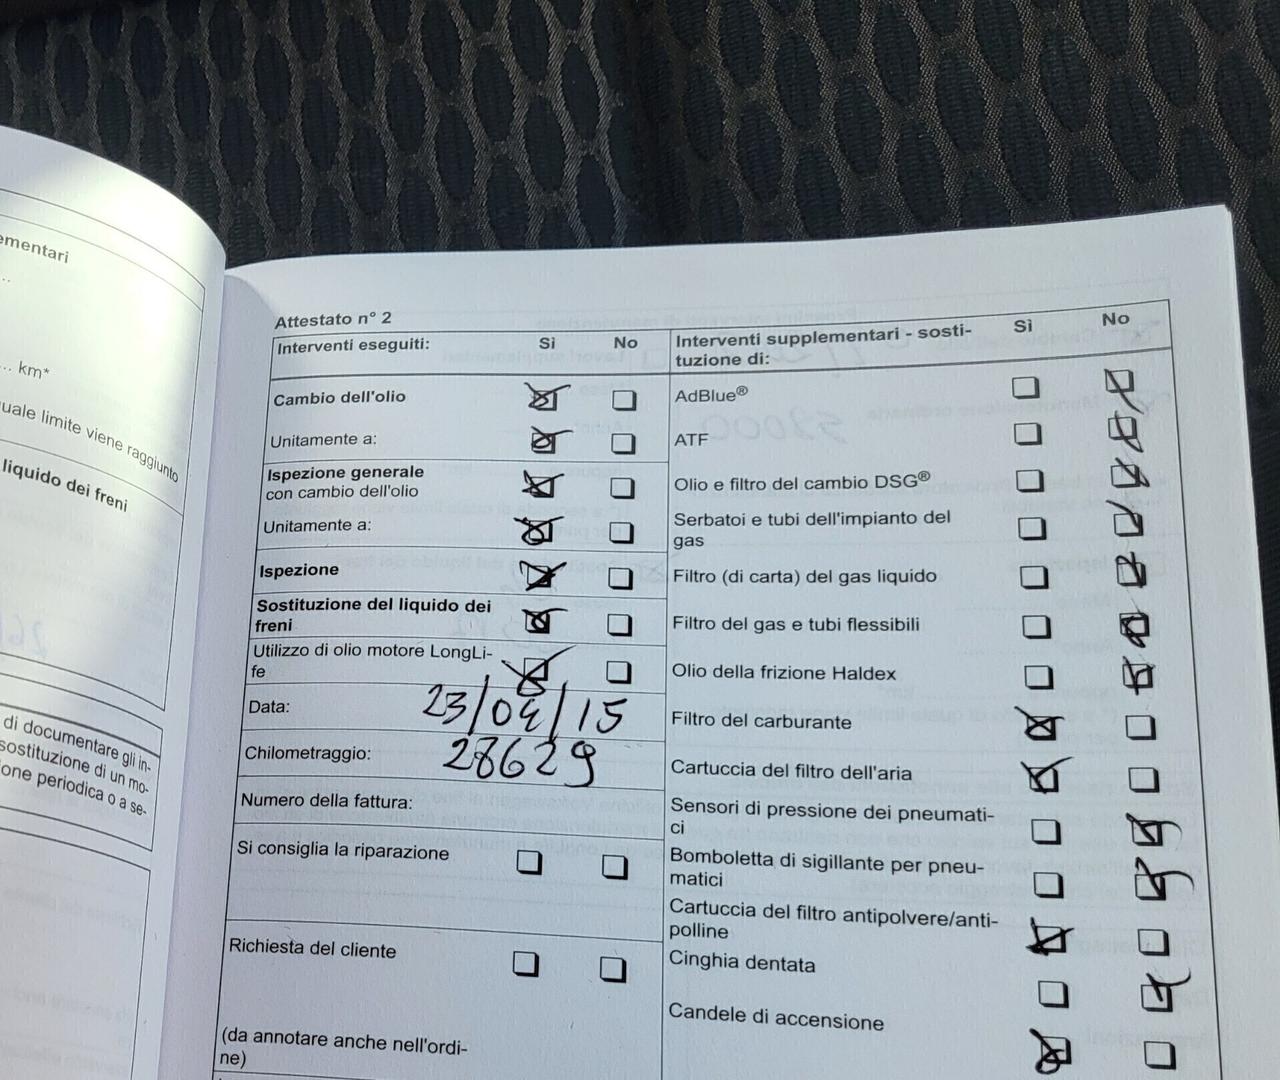 ementari
... km*
uale limite viene raggiunto
liquido dei freni
di documentare gli in-
sostituzione di un mo-
one periodica o a se-
Attestato n° 2
Interventi eseguiti: Sì No
Cambio dell'olio
Unitamente a:
Ispezione generale
con cambio dell'olio
Unitamente a:
Ispezione
Sostituzione del liquido dei
freni
Utilizzo di olio motore LongLi-
fe
Data: 23/04/15
Chilometraggio: 28629
Numero della fattura:
Si consiglia la riparazione
Richiesta del cliente
(da annotare anche nell'ordi-
ne)
Interventi supplementari - sosti- Sì No
tuzione di:
AdBlue®
ATF
Olio e filtro del cambio DSG®
Serbatoi e tubi dell'impianto del
gas
Filtro (di carta) del gas liquido
Filtro del gas e tubi flessibili
Olio della frizione Haldex
Filtro del carburante
Cartuccia del filtro dell'aria
Sensori di pressione dei pneumati-
ci
Bomboletta di sigillante per pneu-
matici
Cartuccia del filtro antipolvere/anti-
polline
Cinghia dentata
Candele di accensione